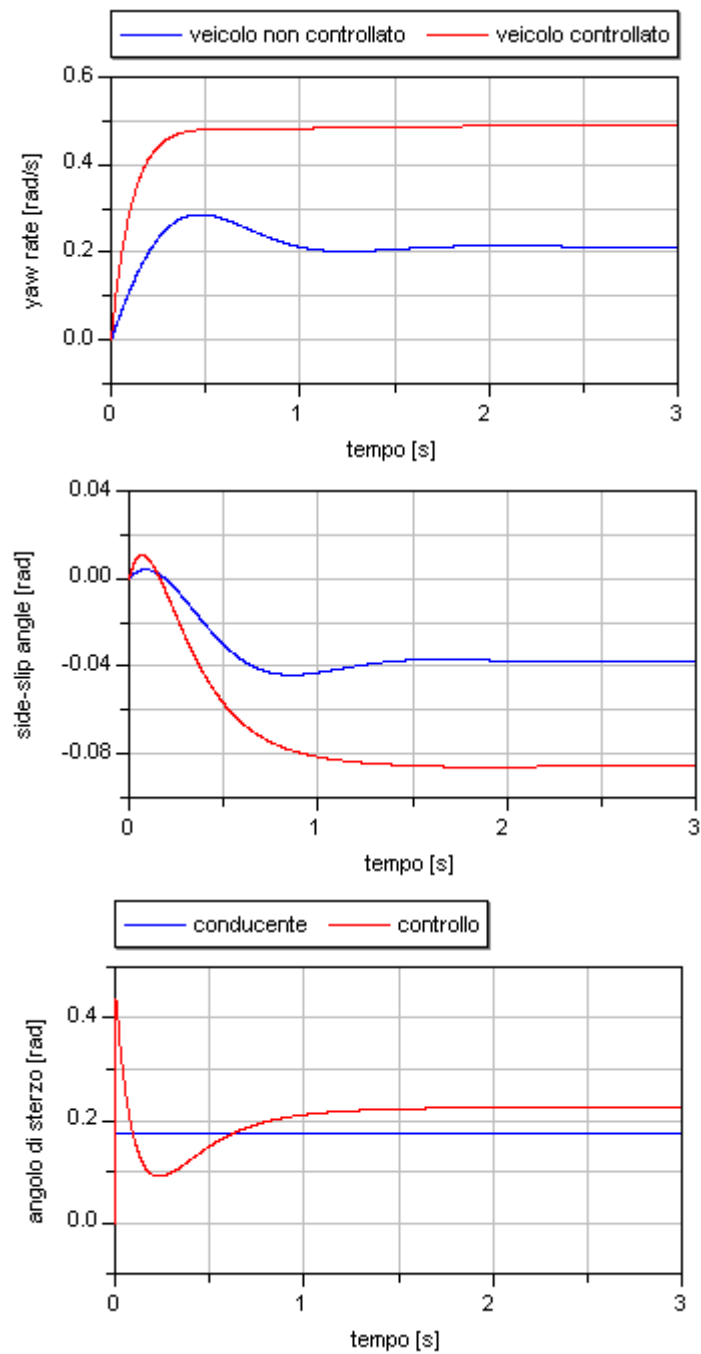 veicolo non controllato veicolo controllato
0.6
0.4
0.2
0.0
yaw rate [rad/s]
0 1 2 3
tempo [s]
0.04
0.00
-0.04
-0.08
side-slip angle [rad]
0 1 2 3
tempo [s]
conducente controllo
0.4
0.2
0.0
angolo di sterzo [rad]
0 1 2 3
tempo [s]